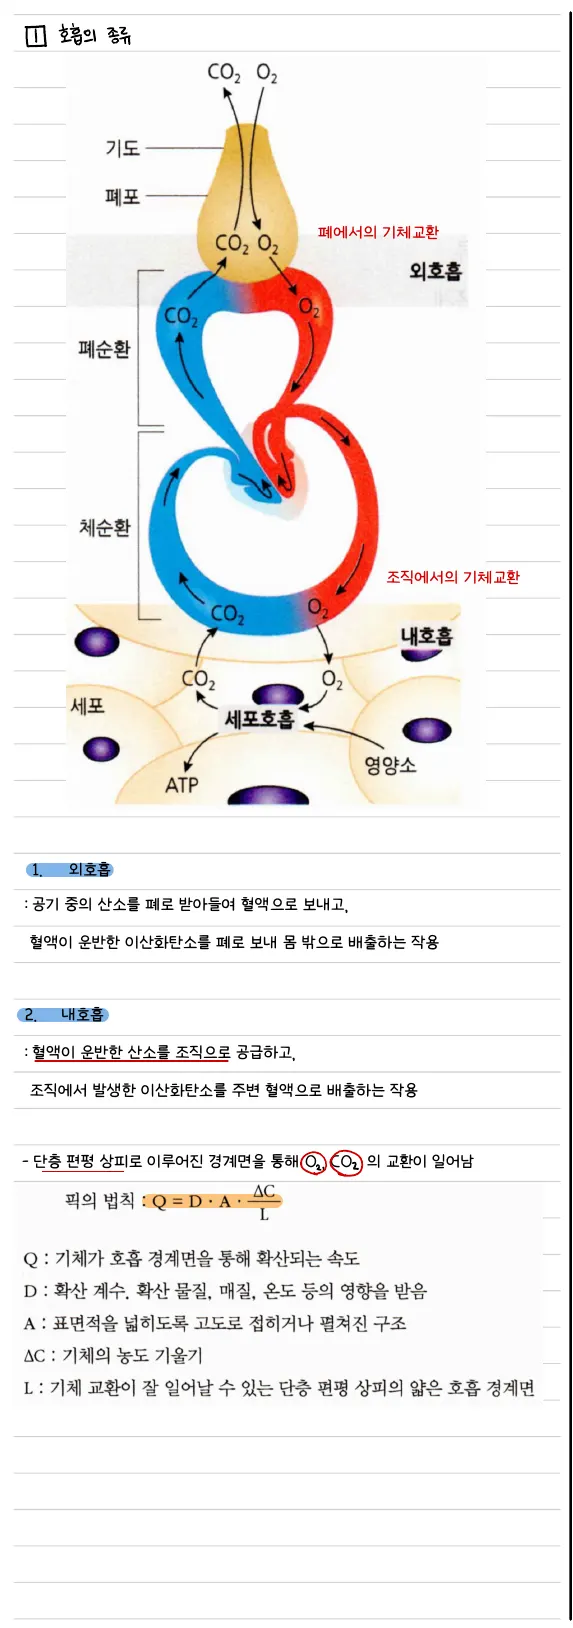 1 호흡의 종류
CO2 O2
기도
폐포
CO2 O2
폐에서의 기체교환
외호흡
CO2 O2
폐순환
체순환
조직에서의 기체교환
CO2 O2
내호흡
CO2 O2
세포
세포호흡
영양소
ATP
1. 외호흡
: 공기 중의 산소를 폐로 받아들여 혈액으로 보내고,
혈액이 운반한 이산화탄소를 폐로 보내 몸 밖으로 배출하는 작용
2. 내호흡
: 혈액이 운반한 산소를 조직으로 공급하고,
조직에서 발생한 이산화탄소를 주변 혈액으로 배출하는 작용
- 단층 편평 상피로 이루어진 경계면을 통해 O2, CO2 의 교환이 일어남
픽의 법칙 : Q = D · A · ΔC/L
Q : 기체가 호흡 경계면을 통해 확산되는 속도
D : 확산 계수, 확산 물질, 매질, 온도 등의 영향을 받음
A : 표면적을 넓히도록 고도로 접히거나 펼쳐진 구조
ΔC : 기체의 농도 기울기
L : 기체 교환이 잘 일어날 수 있는 단층 편평 상피의 얇은 호흡 경계면